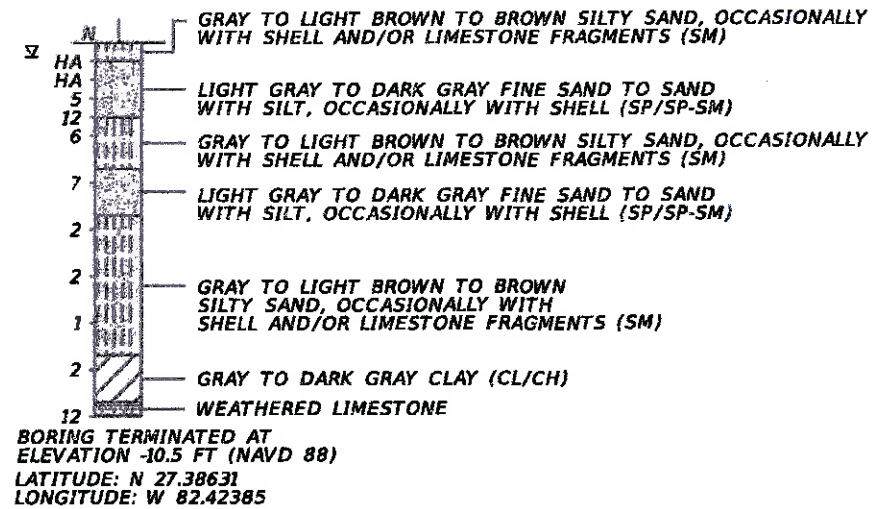 N
GRAY TO LIGHT BROWN TO BROWN SILTY SAND, OCCASIONALLY
WITH SHELL AND/OR LIMESTONE FRAGMENTS (SM)
HA
HA
5
12
6
LIGHT GRAY TO DARK GRAY FINE SAND TO SAND
WITH SILT, OCCASIONALLY WITH SHELL (SP/SP-SM)
GRAY TO LIGHT BROWN TO BROWN SILTY SAND, OCCASIONALLY
WITH SHELL AND/OR LIMESTONE FRAGMENTS (SM)
7
LIGHT GRAY TO DARK GRAY FINE SAND TO SAND
WITH SILT, OCCASIONALLY WITH SHELL (SP/SP-SM)
2
2
GRAY TO LIGHT BROWN TO BROWN
SILTY SAND, OCCASIONALLY WITH
SHELL AND/OR LIMESTONE FRAGMENTS (SM)
1
2
GRAY TO DARK GRAY CLAY (CL/CH)
WEATHERED LIMESTONE
12
BORING TERMINATED AT
ELEVATION -10.5 FT (NAVD 88)
LATITUDE: N 27.38631
LONGITUDE: W 82.42385